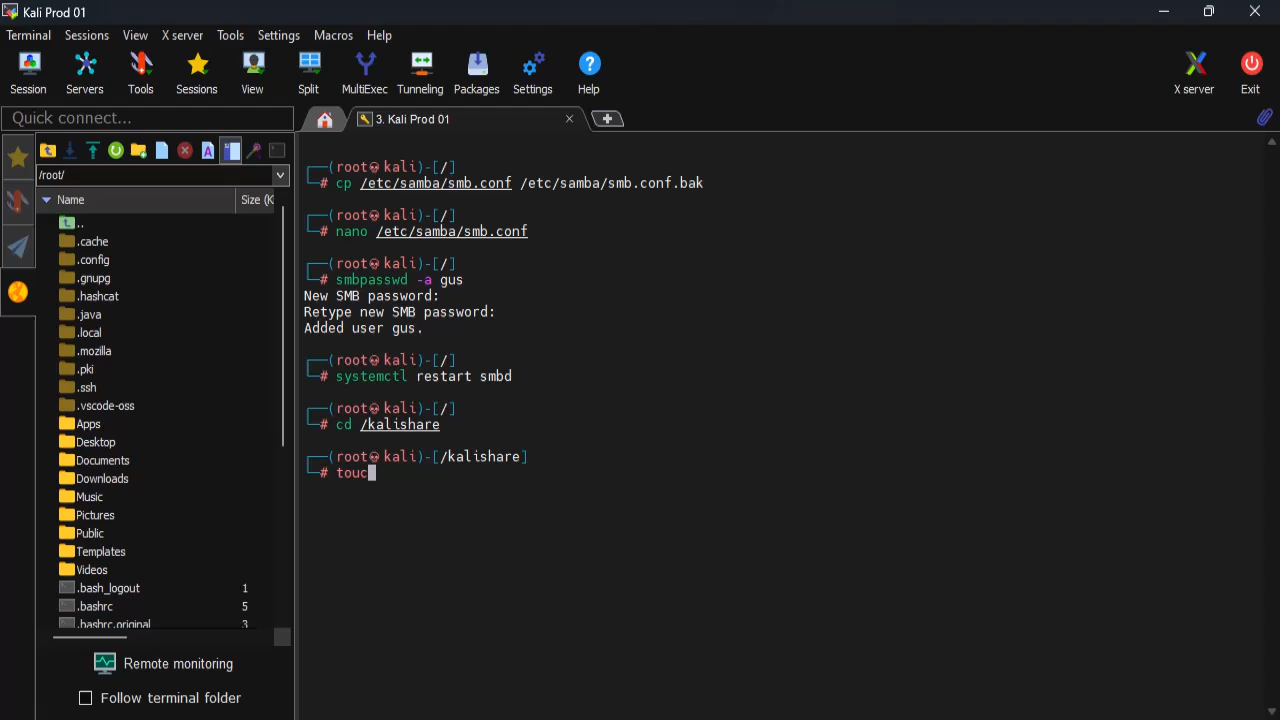 Kali Prod 01
Terminal Sessions View X server Tools Settings Macros Help
Session Servers Tools Sessions View Split MultiExec Tunneling Packages Settings Help X server Exit
Quick connect...
3. Kali Prod 01
/root/
Name Size (K
..
.cache
.config
.gnupg
.hashcat
.java
.local
.mozilla
.pki
.ssh
.vscode-oss
Apps
Desktop
Documents
Downloads
Music
Pictures
Public
Templates
Videos
.bash_logout 1
.bashrc 5
.bashrc.original 3
Remote monitoring
Follow terminal folder
┌──(root💀kali)-[/]
└─# cp /etc/samba/smb.conf /etc/samba/smb.conf.bak
┌──(root💀kali)-[/]
└─# nano /etc/samba/smb.conf
┌──(root💀kali)-[/]
└─# smbpasswd -a gus
New SMB password:
Retype new SMB password:
Added user gus.
┌──(root💀kali)-[/]
└─# systemctl restart smbd
┌──(root💀kali)-[/]
└─# cd /kalishare
┌──(root💀kali)-[/kalishare]
└─# touc